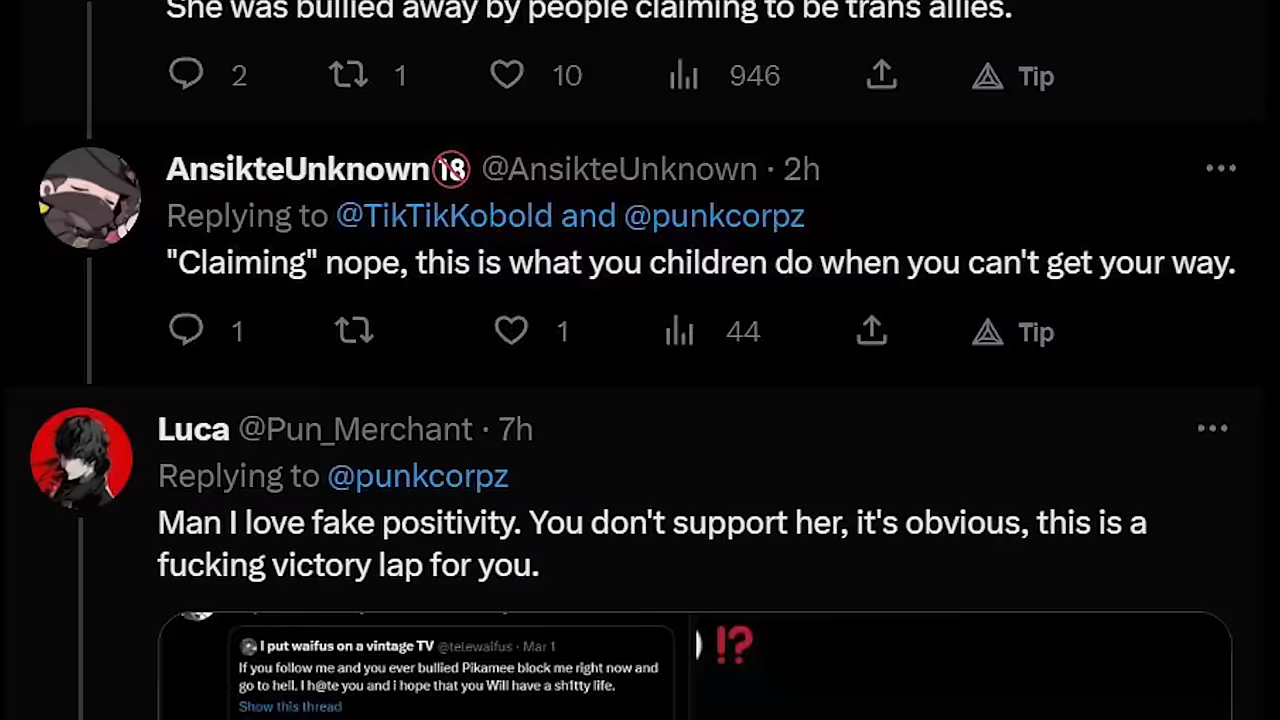 She was bullied away by people claiming to be trans allies.
2 1 10 946 Tip
AnsikteUnknown🔞 @AnsikteUnknown · 2h
Replying to @TikTikKobold and @punkcorpz
"Claiming" nope, this is what you children do when you can't get your way.
1 1 44 Tip
Luca @Pun_Merchant · 7h
Replying to @punkcorpz
Man I love fake positivity. You don't support her, it's obvious, this is a
fucking victory lap for you.
I put waifus on a vintage TV @telewaifus · Mar 1
⁉️
If you follow me and you ever bullied Pikamee block me right now and
go to hell. I h@te you and i hope that you Will have a sh!tty life.
Show this thread